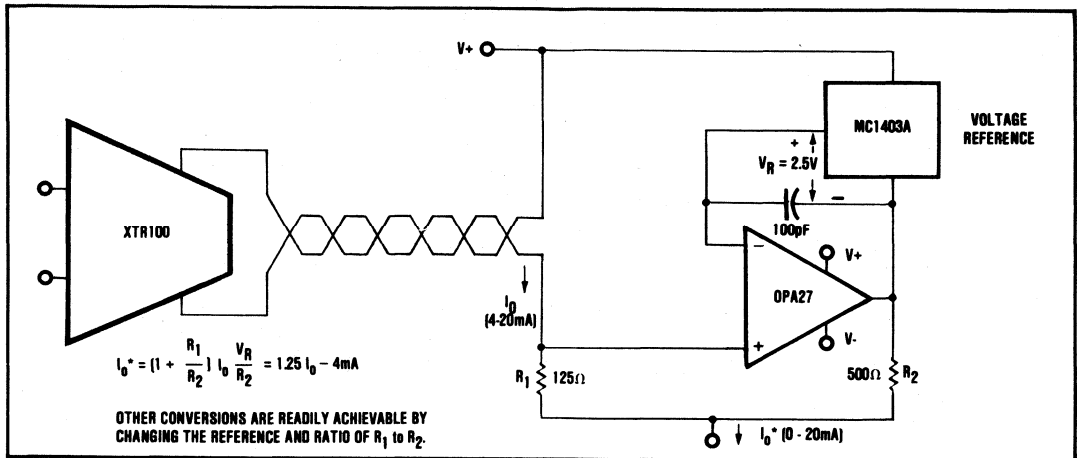 V+
MC1403A
VOLTAGE
REFERENCE
+
V_R = 2.5V
−
100pF
XTR100
−
V+
OPA27
+
V-
I_O
(4-20mA)
R_1 125Ω
500Ω R_2
I_O* = (1 + R_1/R_2) I_O V_R/R_2 = 1.25 I_O − 4mA
OTHER CONVERSIONS ARE READILY ACHIEVABLE BY
CHANGING THE REFERENCE AND RATIO OF R_1 to R_2.
I_O* (0 - 20mA)